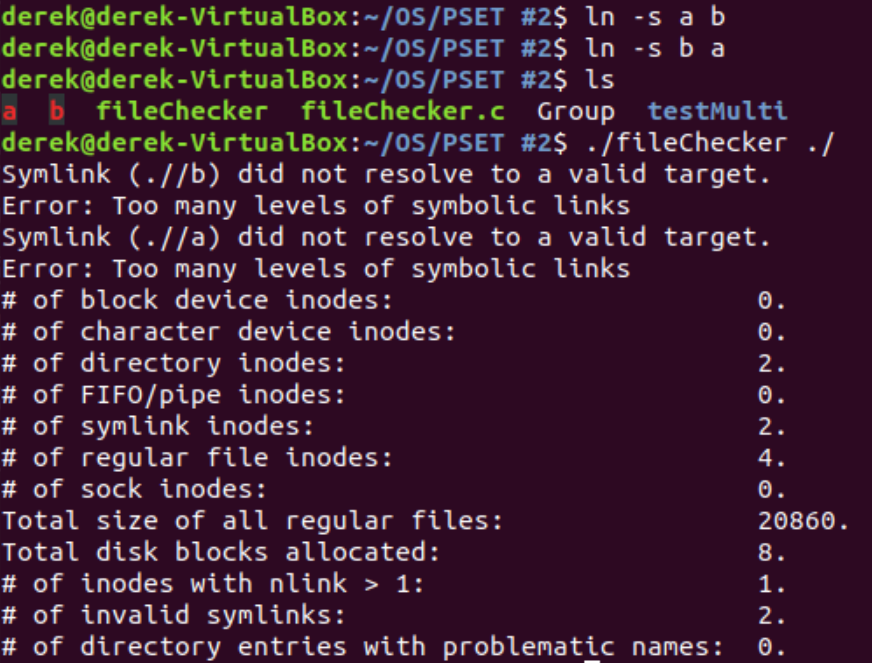 derek@derek-VirtualBox:~/OS/PSET #2$ ln -s a b
derek@derek-VirtualBox:~/OS/PSET #2$ ln -s b a
derek@derek-VirtualBox:~/OS/PSET #2$ ls
a  b  fileChecker  fileChecker.c  Group  testMulti
derek@derek-VirtualBox:~/OS/PSET #2$ ./fileChecker ./
Symlink (.//b) did not resolve to a valid target.
Error: Too many levels of symbolic links
Symlink (.//a) did not resolve to a valid target.
Error: Too many levels of symbolic links
# of block device inodes: 0.
# of character device inodes: 0.
# of directory inodes: 2.
# of FIFO/pipe inodes: 0.
# of symlink inodes: 2.
# of regular file inodes: 4.
# of sock inodes: 0.
Total size of all regular files: 20860.
Total disk blocks allocated: 8.
# of inodes with nlink > 1: 1.
# of invalid symlinks: 2.
# of directory entries with problematic names: 0.